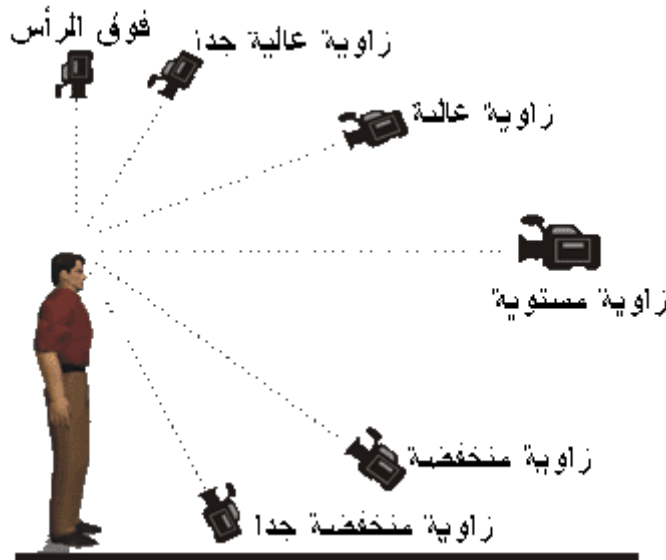 فوق الرأس
زاوية عالية جدا
زاوية عالية
زاوية مستوية
زاوية منخفضة
زاوية منخفضة جدا